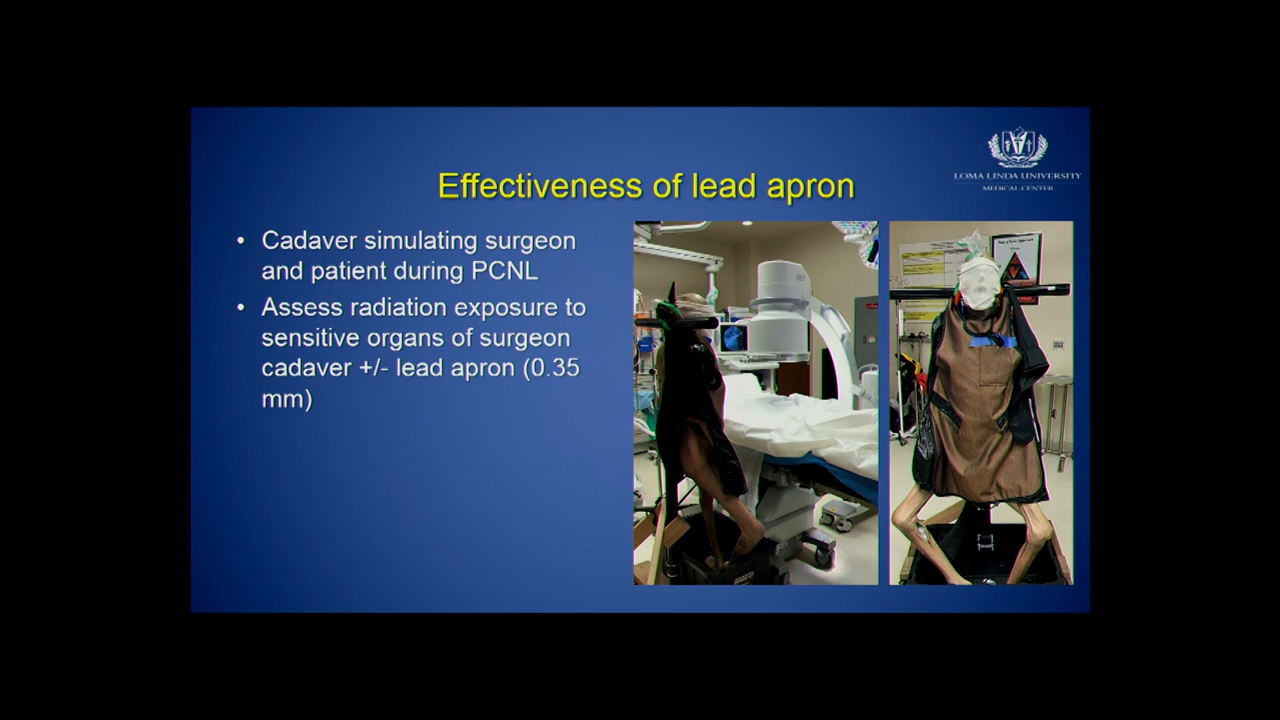 LOMA LINDA UNIVERSITY
MEDICAL CENTER
Effectiveness of lead apron
• Cadaver simulating surgeon
and patient during PCNL
• Assess radiation exposure to
sensitive organs of surgeon
cadaver +/- lead apron (0.35
mm)